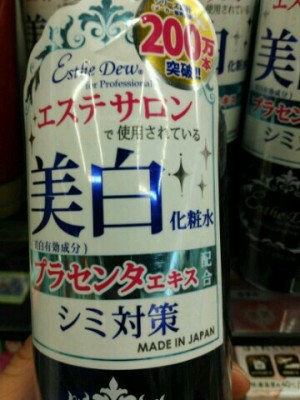 200万本
突破!!
Esthe Dew
for Professional
エステサロン
で使用されている
美白
化粧水
美白有効成分)
プラセンタエキス
配合
シミ対策
MADE IN JAPAN